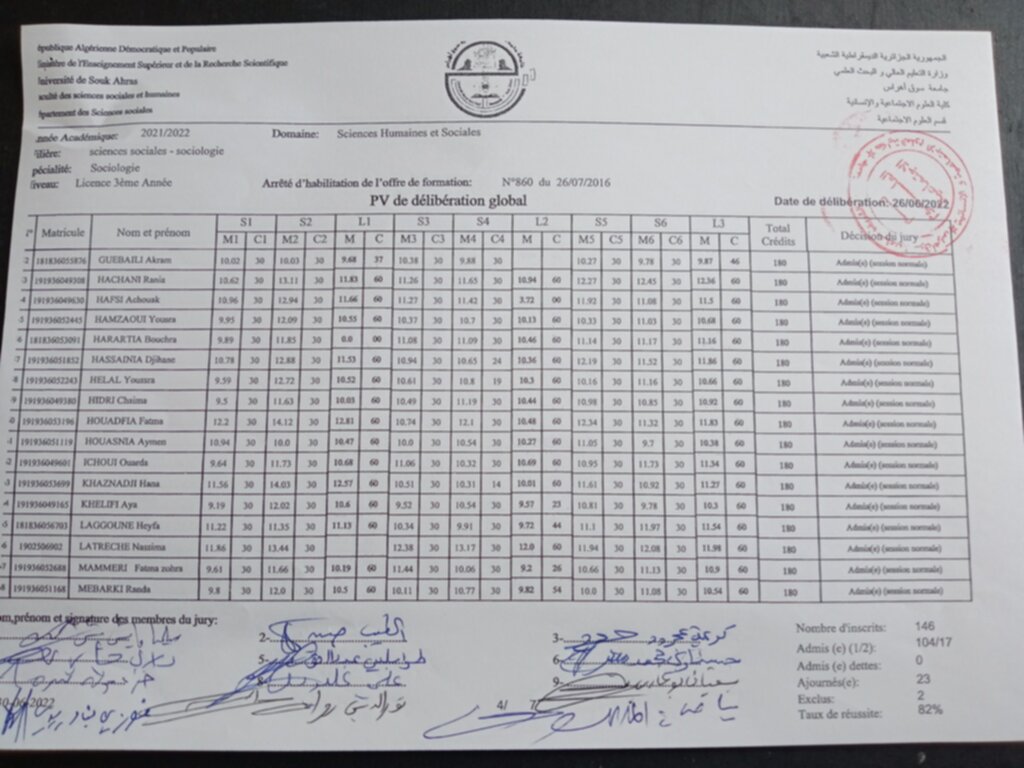 épublique Algérienne Démocratique et Populaire
de l'Enseignement Supérieur et de la Recherche Scientifique
niversité de Souk Ahras
culté des sciences sociales et humaines
épartement des Sciences sociales
الجمهورية الجزائرية الديمقراطية الشعبية
وزارة التعليم العالي و البحث العلمي
جامعة سوق أهراس
كلية العلوم الاجتماعية والإنسانية
قسم العلوم الاجتماعية
nnée Académique: 2021/2022 Domaine: Sciences Humaines et Sociales
ilière: sciences sociales - sociologie
pécialité: Sociologie
iveau: Licence 3ème Année Arrêté d'habilitation de l'offre de formation: N°860 du 26/07/2016
PV de délibération global
Date de délibération: 26/06/2022
Matricule Nom et prénom S1 S2 L1 S3 S4 L2 S5 S6 L3 Total Crédits Décision du jury
M1 C1 M2 C2 M C M3 C3 M4 C4 M C M5 C5 M6 C6 M C
2 181836055876 GUEBAILI Akram 10.02 30 10.03 30 9.68 37 10.38 30 9.88 30 10.27 30 9.78 30 9.87 46 180 Admis(e) (session normale)
3 191936049308 HACHANI Rania 10.62 30 13.11 30 11.83 60 11.26 30 11.65 30 10.94 60 12.27 30 12.45 30 12.36 60 180 Admis(e) (session normale)
4 191936049630 HAFSI Achouak 10.96 30 12.94 30 11.66 60 11.27 30 11.42 30 3.72 00 11.92 30 11.08 30 11.5 60 180 Admis(e) (session normale)
5 191936052445 HAMZAOUI Yousra 9.95 30 12.09 30 10.55 60 10.37 30 10.7 30 10.13 60 10.33 30 11.03 30 10.68 60 180 Admis(e) (session normale)
6 181836053091 HARARTIA Bouchra 9.89 30 11.85 30 0.0 00 11.08 30 11.09 30 10.46 60 11.14 30 11.17 30 11.16 60 180 Admis(e) (session normale)
7 191936051852 HASSAINIA Djihane 10.78 30 12.88 30 11.53 60 10.94 30 10.65 24 10.36 60 12.19 30 11.52 30 11.86 60 180 Admis(e) (session normale)
8 191936052243 HELAL Youssra 9.59 30 12.72 30 10.52 60 10.61 30 10.8 19 10.3 60 10.16 30 11.16 30 10.66 60 180 Admis(e) (session normale)
9 191936049380 HIDRI Chaima 9.5 30 11.63 30 10.03 60 10.49 30 11.19 30 10.44 60 10.98 30 10.85 30 10.92 60 180 Admis(e) (session normale)
0 191936053196 HOUADFIA Fatma 12.2 30 14.12 30 12.81 60 10.74 30 12.1 30 10.48 60 12.34 30 11.32 30 11.83 60 180 Admis(e) (session normale)
1 191936051119 HOUASNIA Aymen 10.94 30 10.0 30 10.47 60 10.0 30 10.54 30 10.27 60 11.05 30 9.7 30 10.38 60 180 Admis(e) (session normale)
2 191936049601 ICHOUI Ouarda 9.64 30 11.73 30 10.68 60 11.06 30 10.32 30 10.69 60 10.95 30 11.73 30 11.34 60 180 Admis(e) (session normale)
3 191936053699 KHAZNADJI Hana 11.56 30 14.03 30 12.57 60 10.51 30 10.31 14 10.01 60 11.61 30 10.92 30 11.27 60 180 Admis(e) (session normale)
4 191936049165 KHELIFI Aya 9.19 30 12.02 30 10.6 60 9.52 30 10.54 30 9.57 23 10.81 30 9.78 30 10.3 60 180 Admis(e) (session normale)
5 181836056703 LAGGOUNE Heyfa 11.22 30 11.35 30 11.13 60 10.34 30 9.91 30 9.72 44 11.1 30 11.97 30 11.54 60 180 Admis(e) (session normale)
6 1902506902 LATRECHE Nassima 11.86 30 13.44 30 12.38 30 13.17 30 12.0 60 11.94 30 12.08 30 11.98 60 180 Admis(e) (session normale)
7 191936052688 MAMMERI Fatma zohra 9.61 30 11.66 30 10.19 60 11.44 30 10.06 30 9.2 26 10.66 30 11.13 30 10.9 60 180 Admis(e) (session normale)
8 191936051168 MEBARKI Randa 9.8 30 12.0 30 10.5 60 10.11 30 10.77 30 9.82 54 10.0 30 11.08 30 10.54 60 180 Admis(e) (session normale)
om,prénom et signature des membres du jury:
2- 3-
5- 6-
9-
30-06-2022 4/ 7/
Nombre d'inscrits: 146
Admis (e) (1/2): 104/17
Admis (e) dettes: 0
Ajournés(e): 23
Exclus: 2
Taux de réussite: 82%